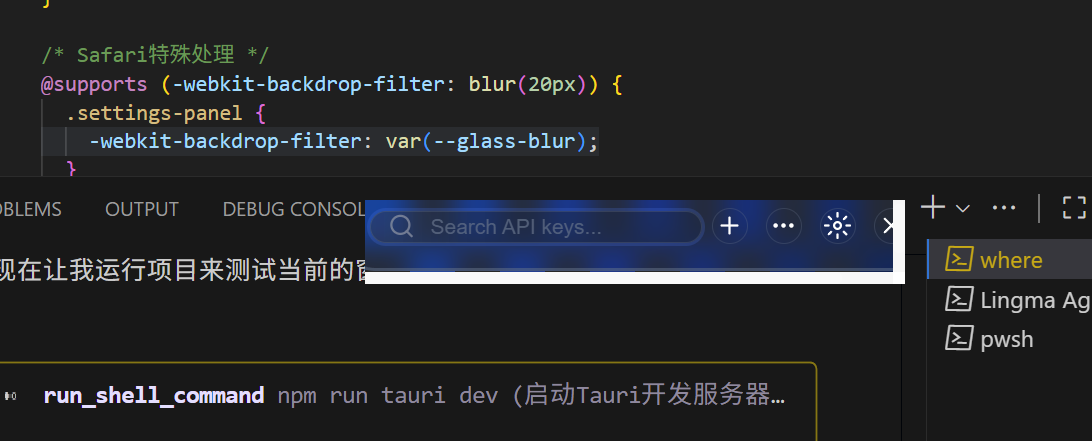 }
/* Safari特殊处理 */
@supports (-webkit-backdrop-filter: blur(20px)) {
.settings-panel {
-webkit-backdrop-filter: var(--glass-blur);
}
OBLEMS OUTPUT DEBUG CONSOL
Search API keys...
现在让我运行项目来测试当前的
where
Lingma Ag
pwsh
run_shell_command npm run tauri dev (启动Tauri开发服务器…